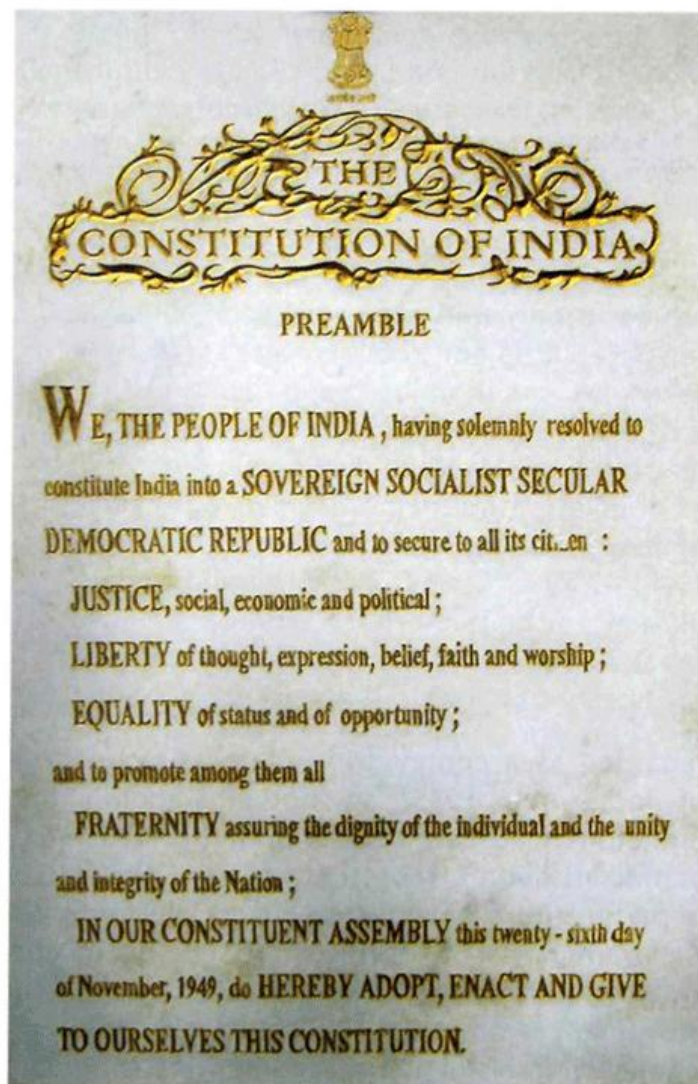 THE
CONSTITUTION OF INDIA
PREAMBLE
WE, THE PEOPLE OF INDIA , having solemnly resolved to
constitute India into a SOVEREIGN SOCIALIST SECULAR
DEMOCRATIC REPUBLIC and to secure to all its :
JUSTICE, social, economic and political ;
LIBERTY of thought, expression, belief, faith and worship ;
EQUALITY of status and of opportunity ;
and to promote among them all
FRATERNITY assuring the dignity of the individual and the unity
and integrity of the Nation ;
IN OUR CONSTITUENT ASSEMBLY this twenty - sixth day
of November, 1949, do HEREBY ADOPT, ENACT AND GIVE
TO OURSELVES THIS CONSTITUTION.